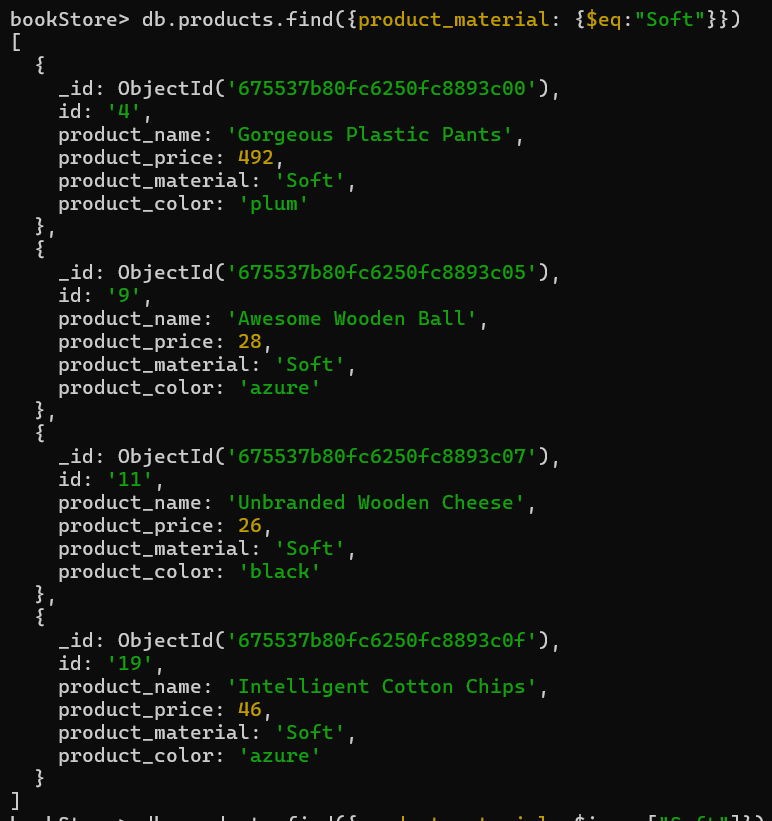 bookStore> db.products.find({product_material: {$eq:"Soft"}})
[
  {
    _id: ObjectId('675537b80fc6250fc8893c00'),
    id: '4',
    product_name: 'Gorgeous Plastic Pants',
    product_price: 492,
    product_material: 'Soft',
    product_color: 'plum'
  },
  {
    _id: ObjectId('675537b80fc6250fc8893c05'),
    id: '9',
    product_name: 'Awesome Wooden Ball',
    product_price: 28,
    product_material: 'Soft',
    product_color: 'azure'
  },
  {
    _id: ObjectId('675537b80fc6250fc8893c07'),
    id: '11',
    product_name: 'Unbranded Wooden Cheese',
    product_price: 26,
    product_material: 'Soft',
    product_color: 'black'
  },
  {
    _id: ObjectId('675537b80fc6250fc8893c0f'),
    id: '19',
    product_name: 'Intelligent Cotton Chips',
    product_price: 46,
    product_material: 'Soft',
    product_color: 'azure'
  }
]